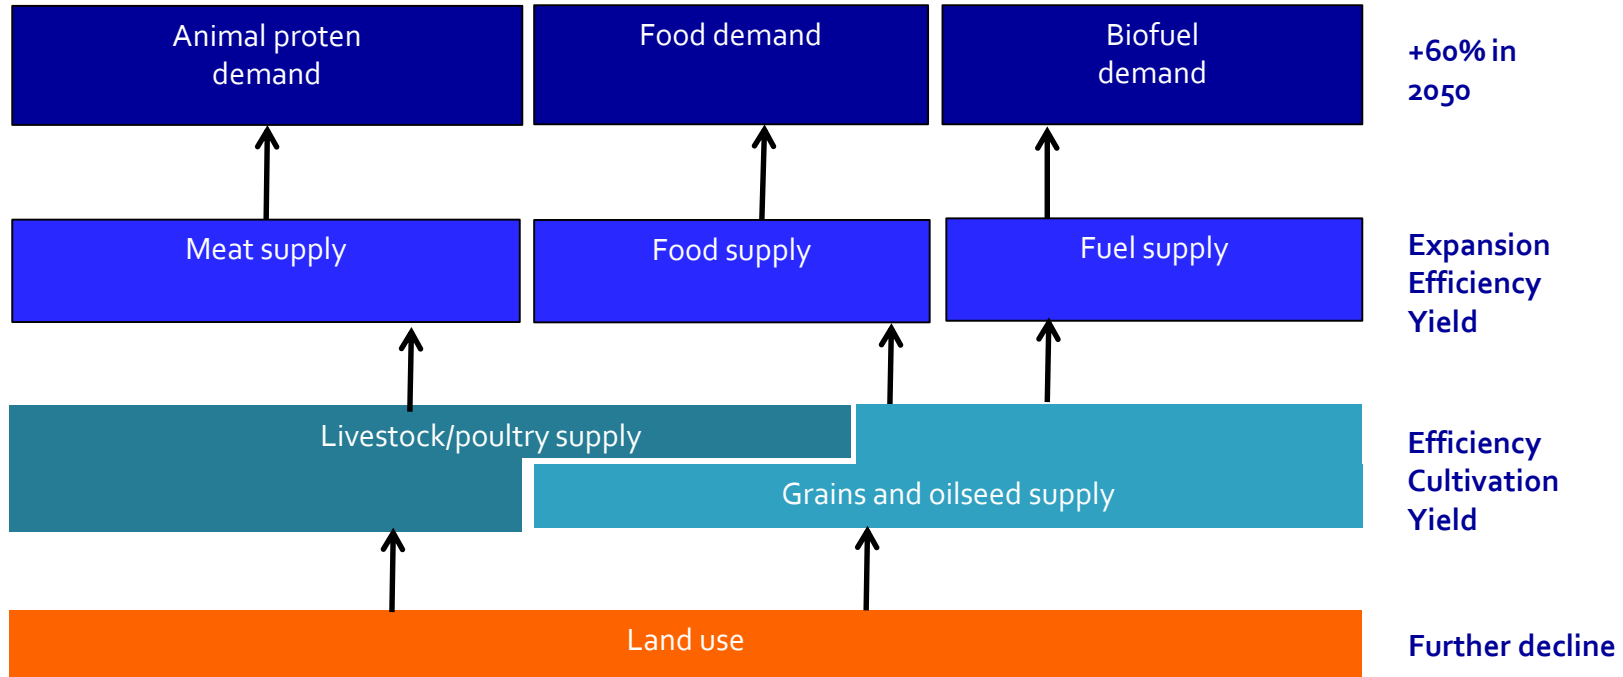 Animal proten
demand
Food demand
Biofuel
demand
+60% in
2050
Meat supply
Food supply
Fuel supply
Expansion
Efficiency
Yield
Livestock/poultry supply
Grains and oilseed supply
Efficiency
Cultivation
Yield
Land use
Further decline